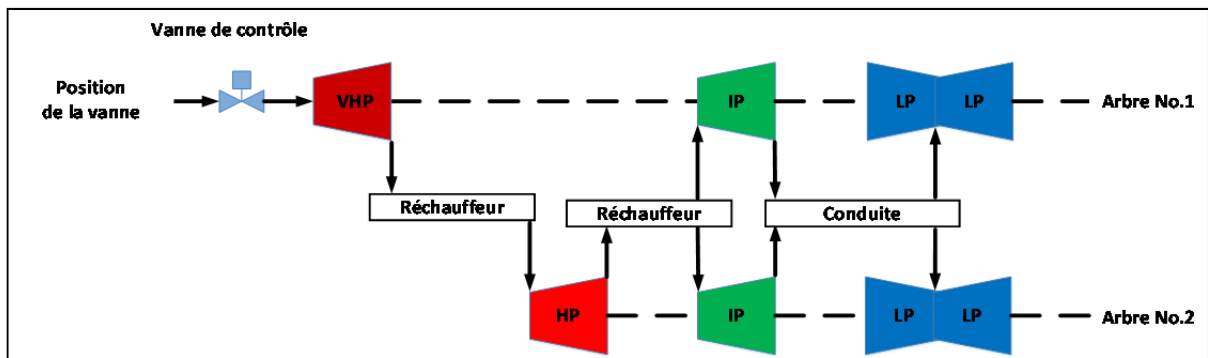 Vanne de contrôle
Position
de la vanne
VHP
IP
LP
LP
Arbre No.1
Réchauffeur
Réchauffeur
Conduite
HP
IP
LP
LP
Arbre No.2